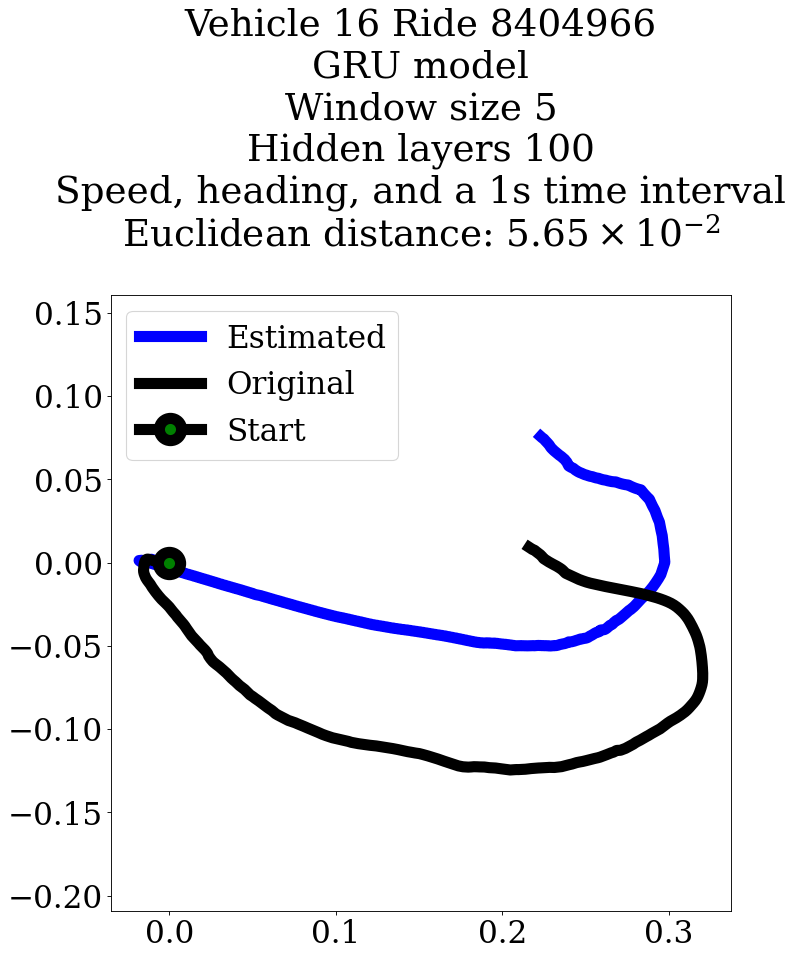 Vehicle 16 Ride 8404966
GRU model
Window size 5
Hidden layers 100
Speed, heading, and a 1s time interval
Euclidean distance: 5.65 × 10⁻²
Estimated
Original
Start
0.15
0.10
0.05
0.00
−0.05
−0.10
−0.15
−0.20
0.0 0.1 0.2 0.3